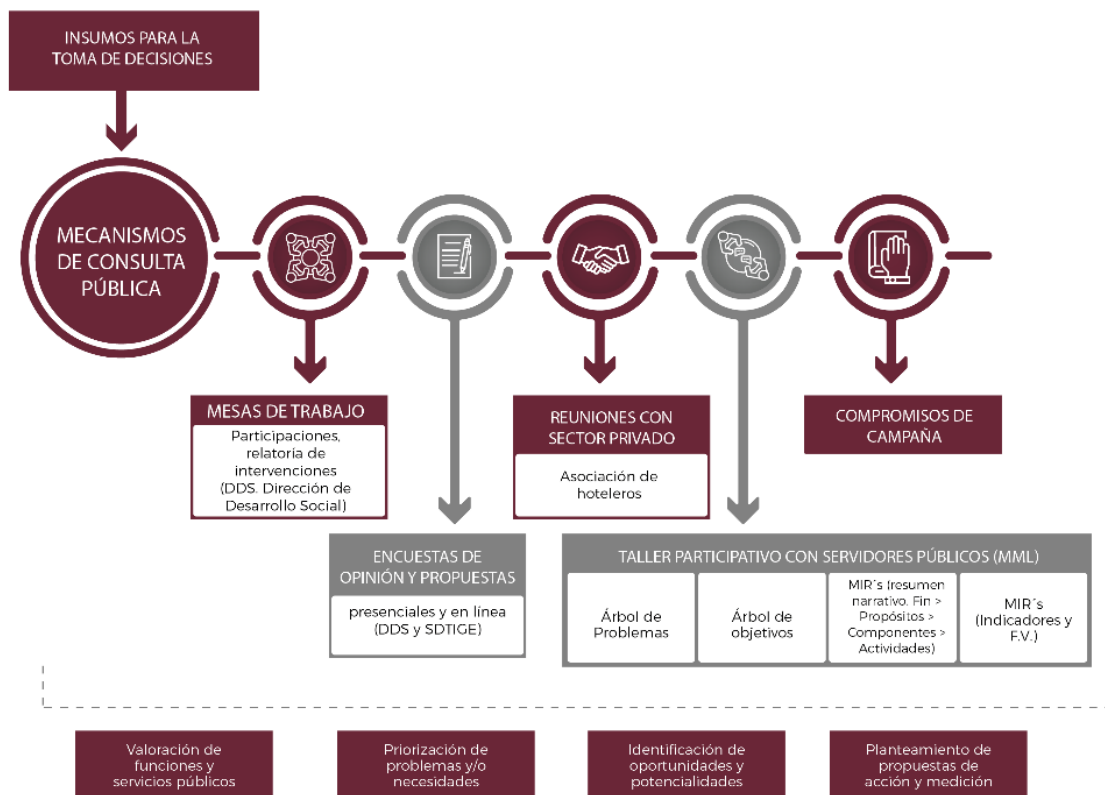 INSUMOS PARA LA
TOMA DE DECISIONES
MECANISMOS
DE CONSULTA
PÚBLICA
MESAS DE TRABAJO
Participaciones,
relatoría de
intervenciones
(DDS. Dirección de
Desarrollo Social)
REUNIONES CON
SECTOR PRIVADO
Asociación de
hoteleros
COMPROMISOS DE
CAMPAÑA
ENCUESTAS DE
OPINIÓN Y PROPUESTAS
presenciales y en línea
(DDS y SDTIGE)
TALLER PARTICIPATIVO CON SERVIDORES PÚBLICOS (MML)
Árbol de
Problemas
Árbol de
objetivos
MIR´s (resumen
narrativo. Fin >
Propósitos >
Componentes >
Actividades)
MIR´s
(Indicadores y
F.V.)
Valoración de
funciones y
servicios públicos
Priorización de
problemas y/o
necesidades
Identificación de
oportunidades y
potencialidades
Planteamiento de
propuestas de
acción y medición